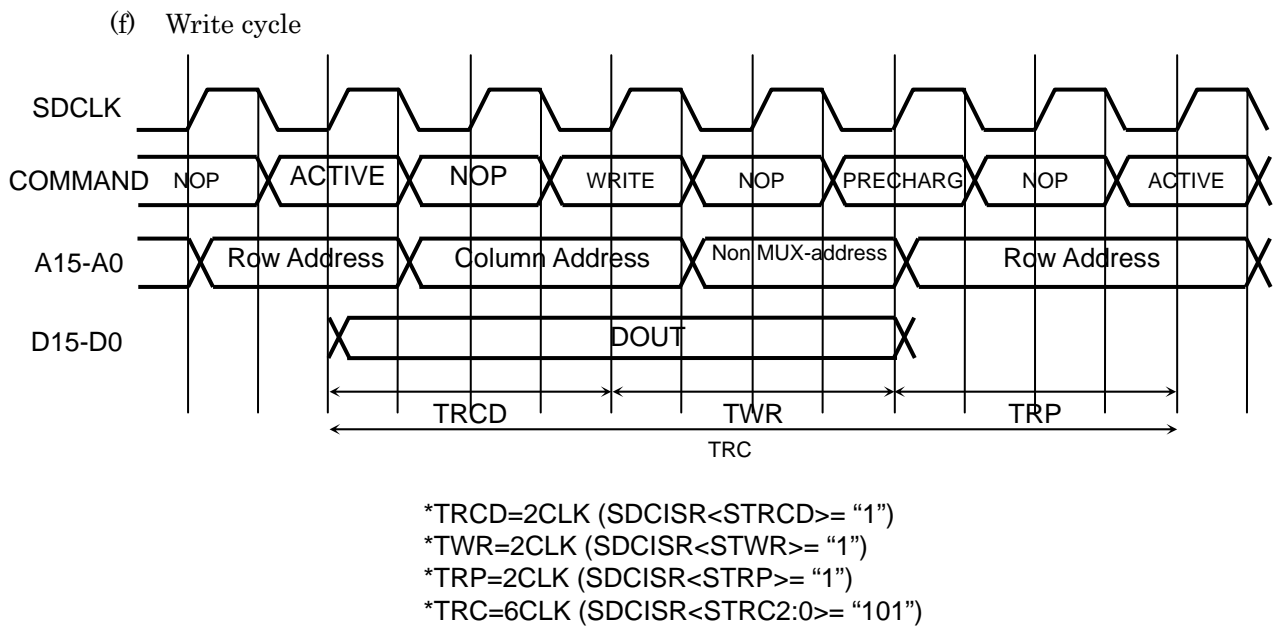 (f) Write cycle
SDCLK
COMMAND NOP ACTIVE NOP WRITE NOP PRECHARG NOP ACTIVE
A15-A0 Row Address Column Address Non MUX-address Row Address
D15-D0 DOUT
TRCD TWR TRP
TRC
*TRCD=2CLK (SDCISR<STRCD>= “1”)
*TWR=2CLK (SDCISR<STWR>= “1”)
*TRP=2CLK (SDCISR<STRP>= “1”)
*TRC=6CLK (SDCISR<STRC2:0>= “101”)